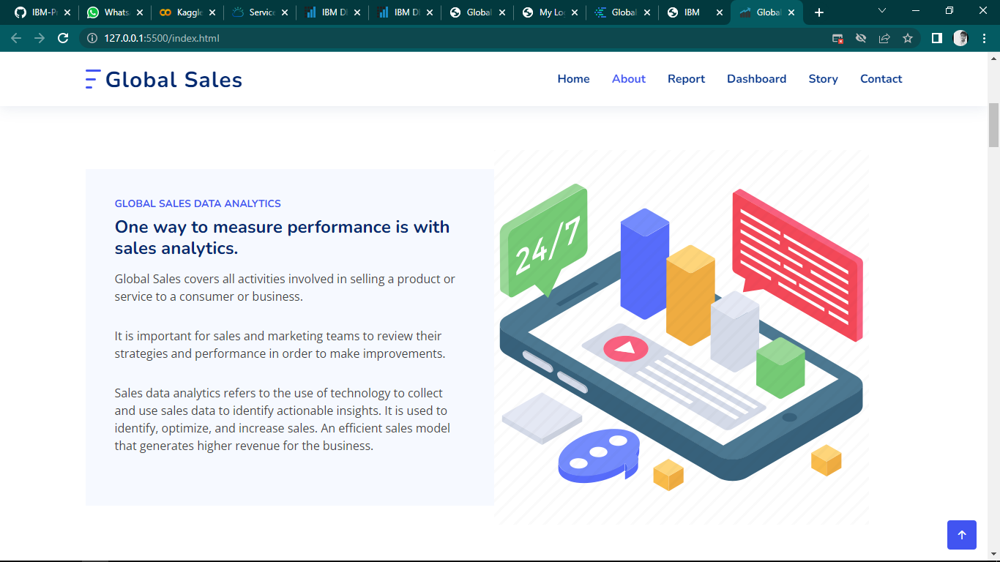 IBM-Pr
Whats
Kaggle
Service
IBM D
IBM D
Global
My Lo
Global
IBM
Global
127.0.0.1:5500/index.html
Global Sales
Home
About
Report
Dashboard
Story
Contact
GLOBAL SALES DATA ANALYTICS
One way to measure performance is with
sales analytics.
Global Sales covers all activities involved in selling a product or
service to a consumer or business.
It is important for sales and marketing teams to review their
strategies and performance in order to make improvements.
Sales data analytics refers to the use of technology to collect
and use sales data to identify actionable insights. It is used to
identify, optimize, and increase sales. An efficient sales model
that generates higher revenue for the business.
24/7